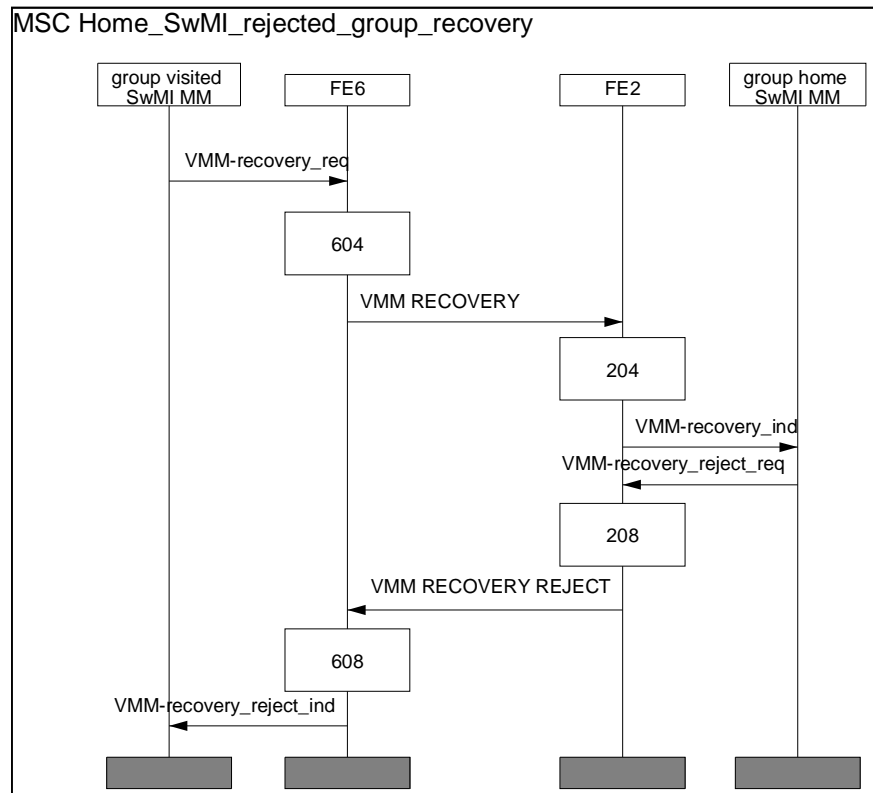 MSC Home_SwMI_rejected_group_recovery
group visited
SwMI MM
FE6
FE2
group home
SwMI MM
VMM-recovery_req
604
VMM RECOVERY
204
VMM-recovery_ind
VMM-recovery_reject_req
208
VMM RECOVERY REJECT
608
VMM-recovery_reject_ind